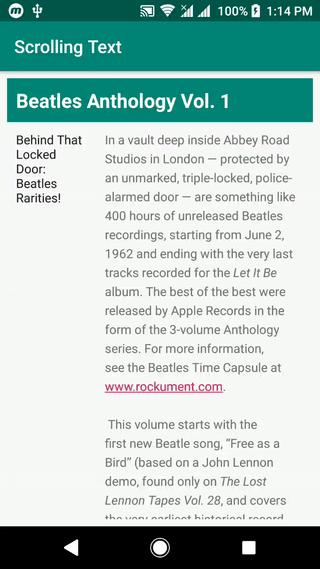 100% 1:14 PM
Scrolling Text
Beatles Anthology Vol. 1
Behind That
Locked
Door:
Beatles
Rarities!
In a vault deep inside Abbey Road
Studios in London — protected by
an unmarked, triple-locked, police-
alarmed door — are something like
400 hours of unreleased Beatles
recordings, starting from June 2,
1962 and ending with the very last
tracks recorded for the Let It Be
album. The best of the best were
released by Apple Records in the
form of the 3-volume Anthology
series. For more information,
see the Beatles Time Capsule at
www.rockument.com.
This volume starts with the
first new Beatle song, “Free as a
Bird” (based on a John Lennon
demo, found only on The Lost
Lennon Tapes Vol. 28, and covers
the very earliest historical record